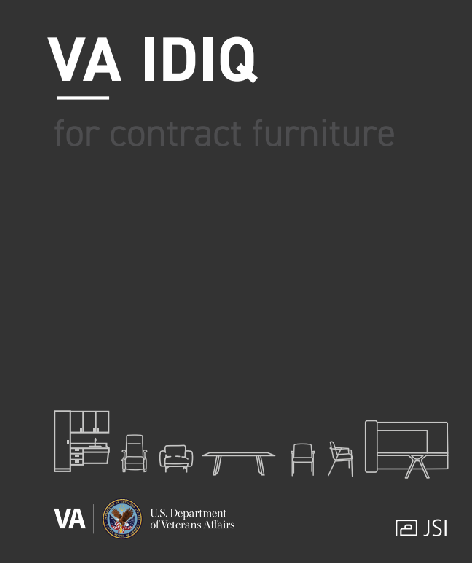 VA IDIQ
for contract furniture
VA
U.S. Department
of Veterans Affairs
JSI